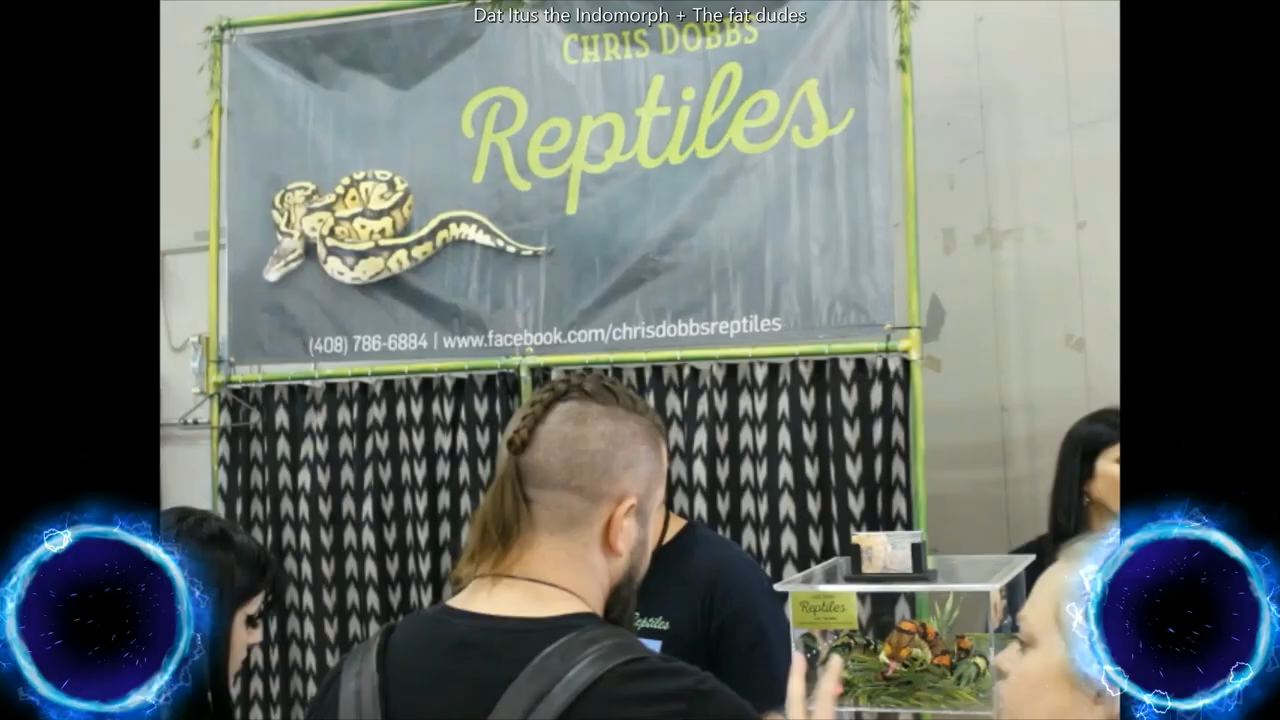 Dat Itus the Indomorph + The fat dudes
CHRIS DOBBS
Reptiles
(408) 786-6884 | www.facebook.com/chrisdobbsreptiles
Reptiles
Reptiles